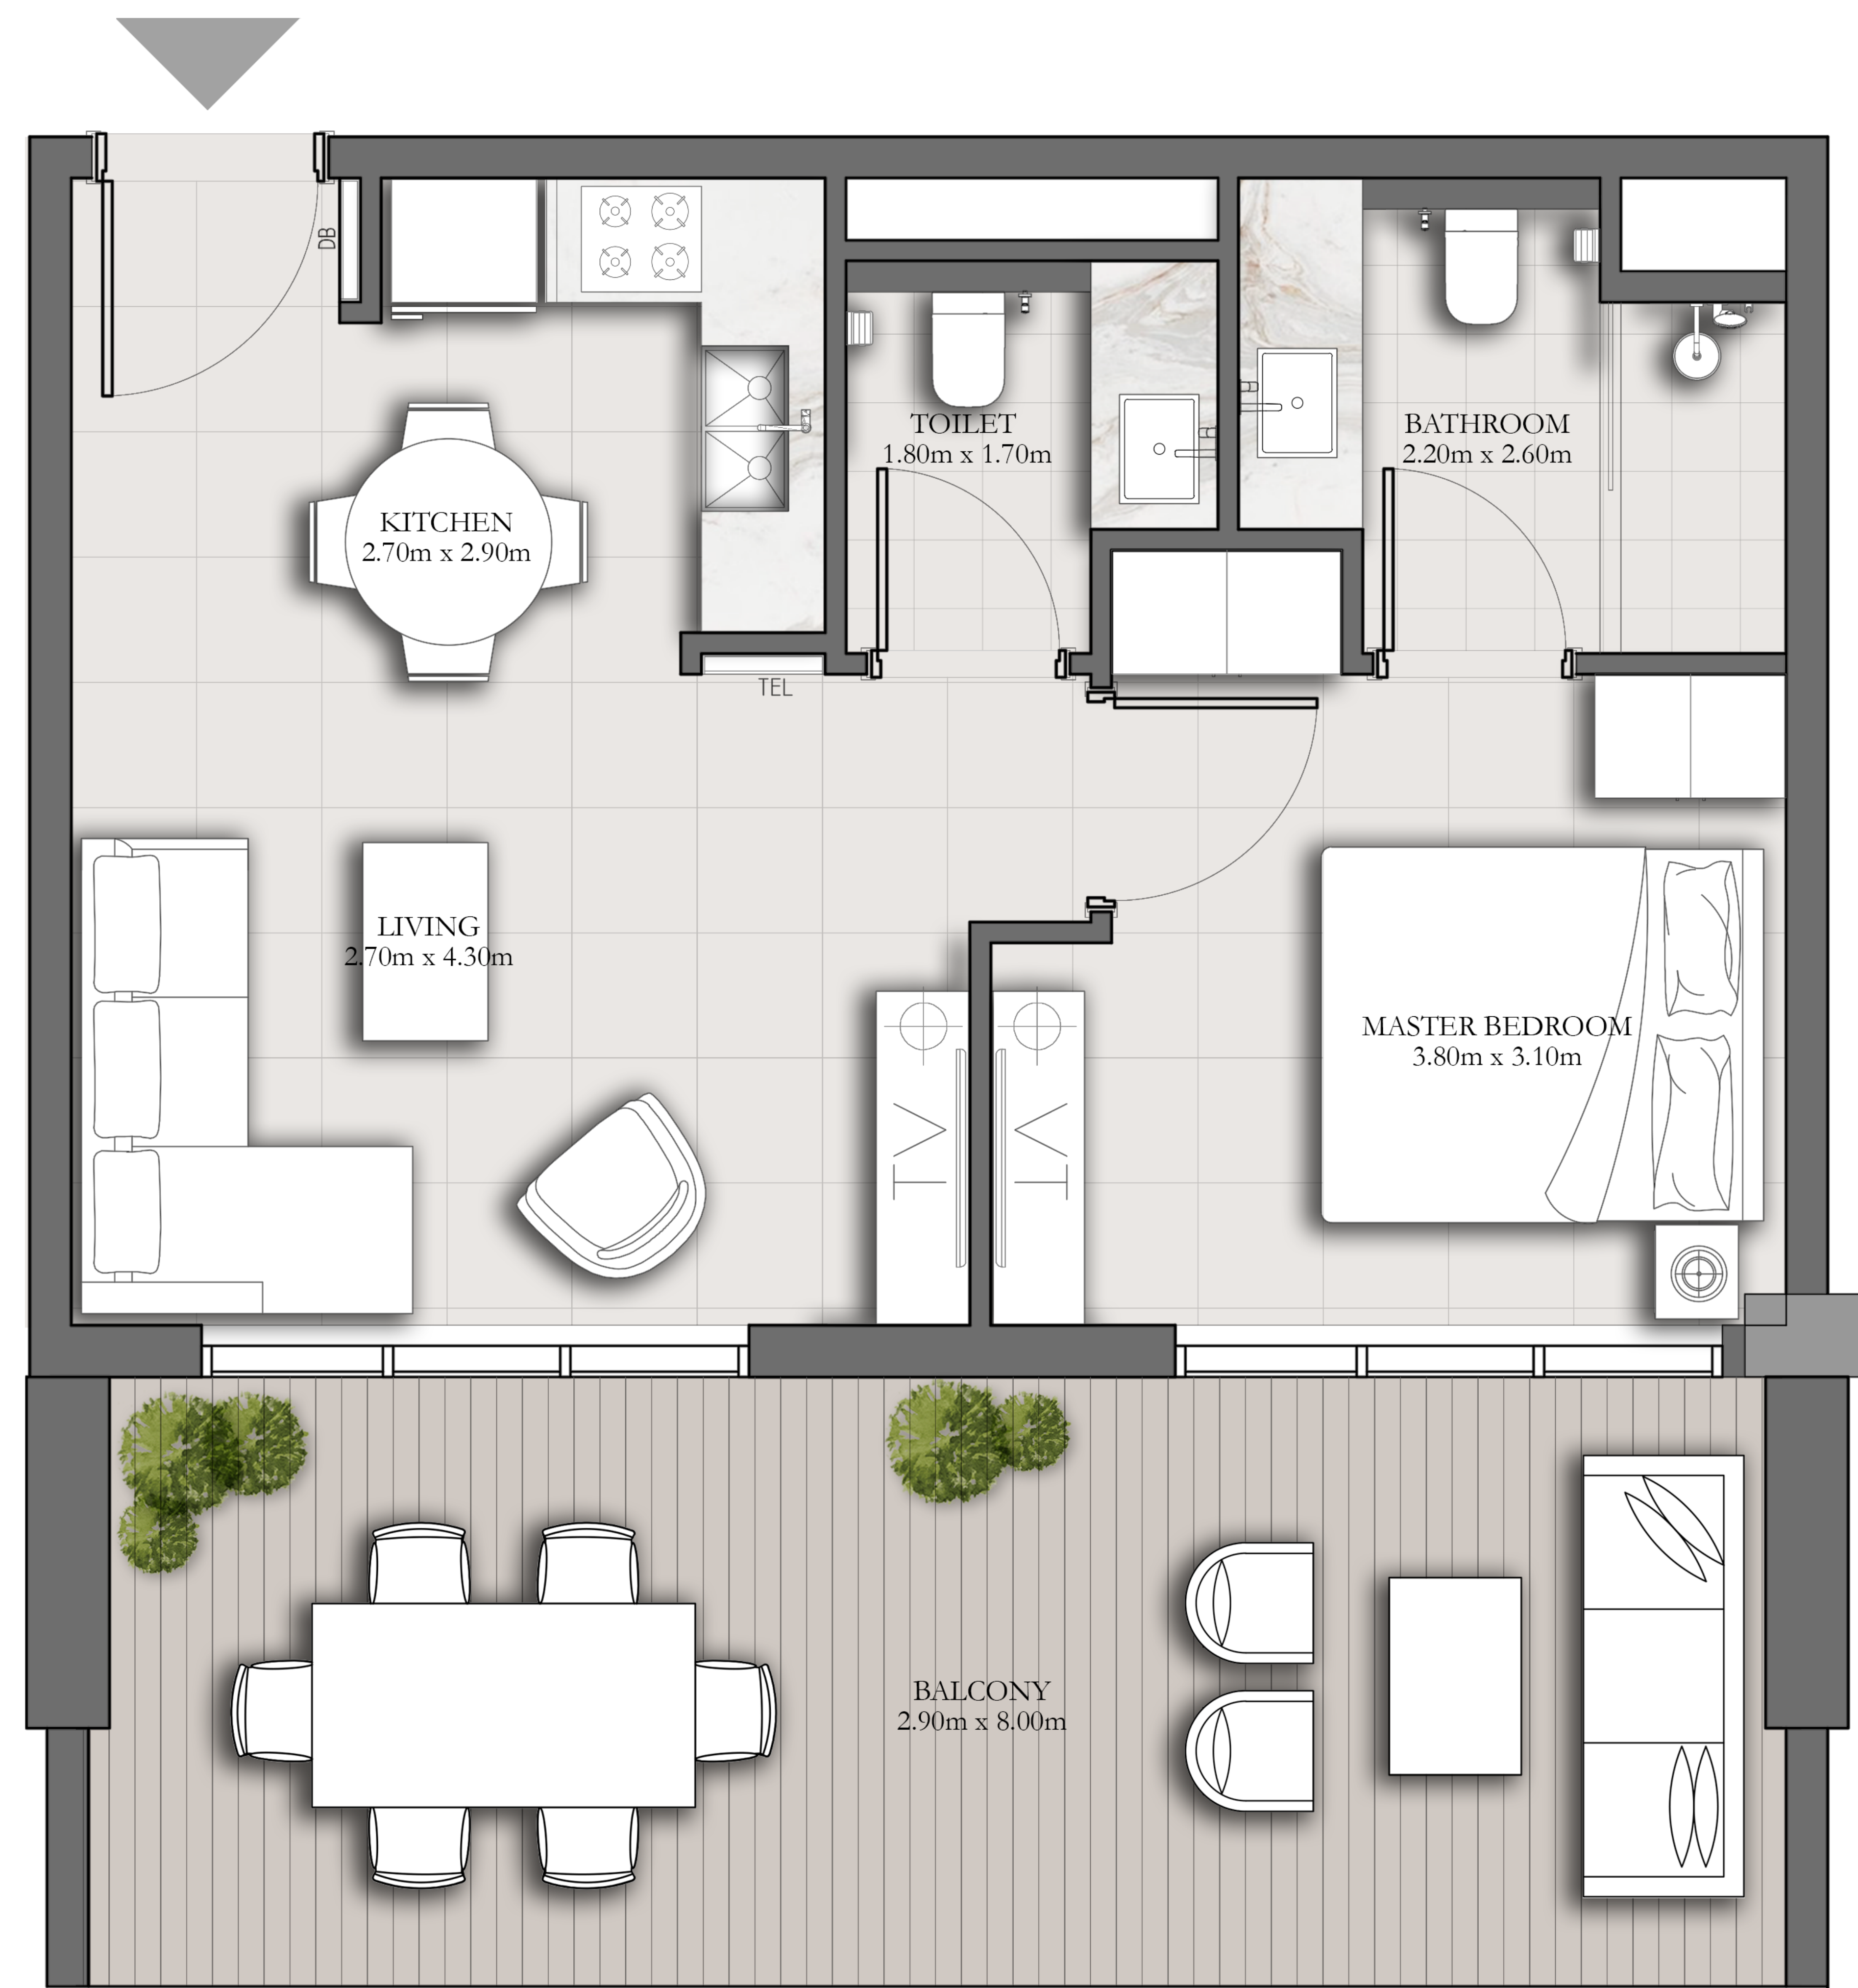 DB
TOILET
1.80m x 1.70m
BATHROOM
2.20m x 2.60m
KITCHEN
2.70m x 2.90m
TEL
LIVING
2.70m x 4.30m
MASTER BEDROOM
3.80m x 3.10m
TV
TV
BALCONY
2.90m x 8.00m